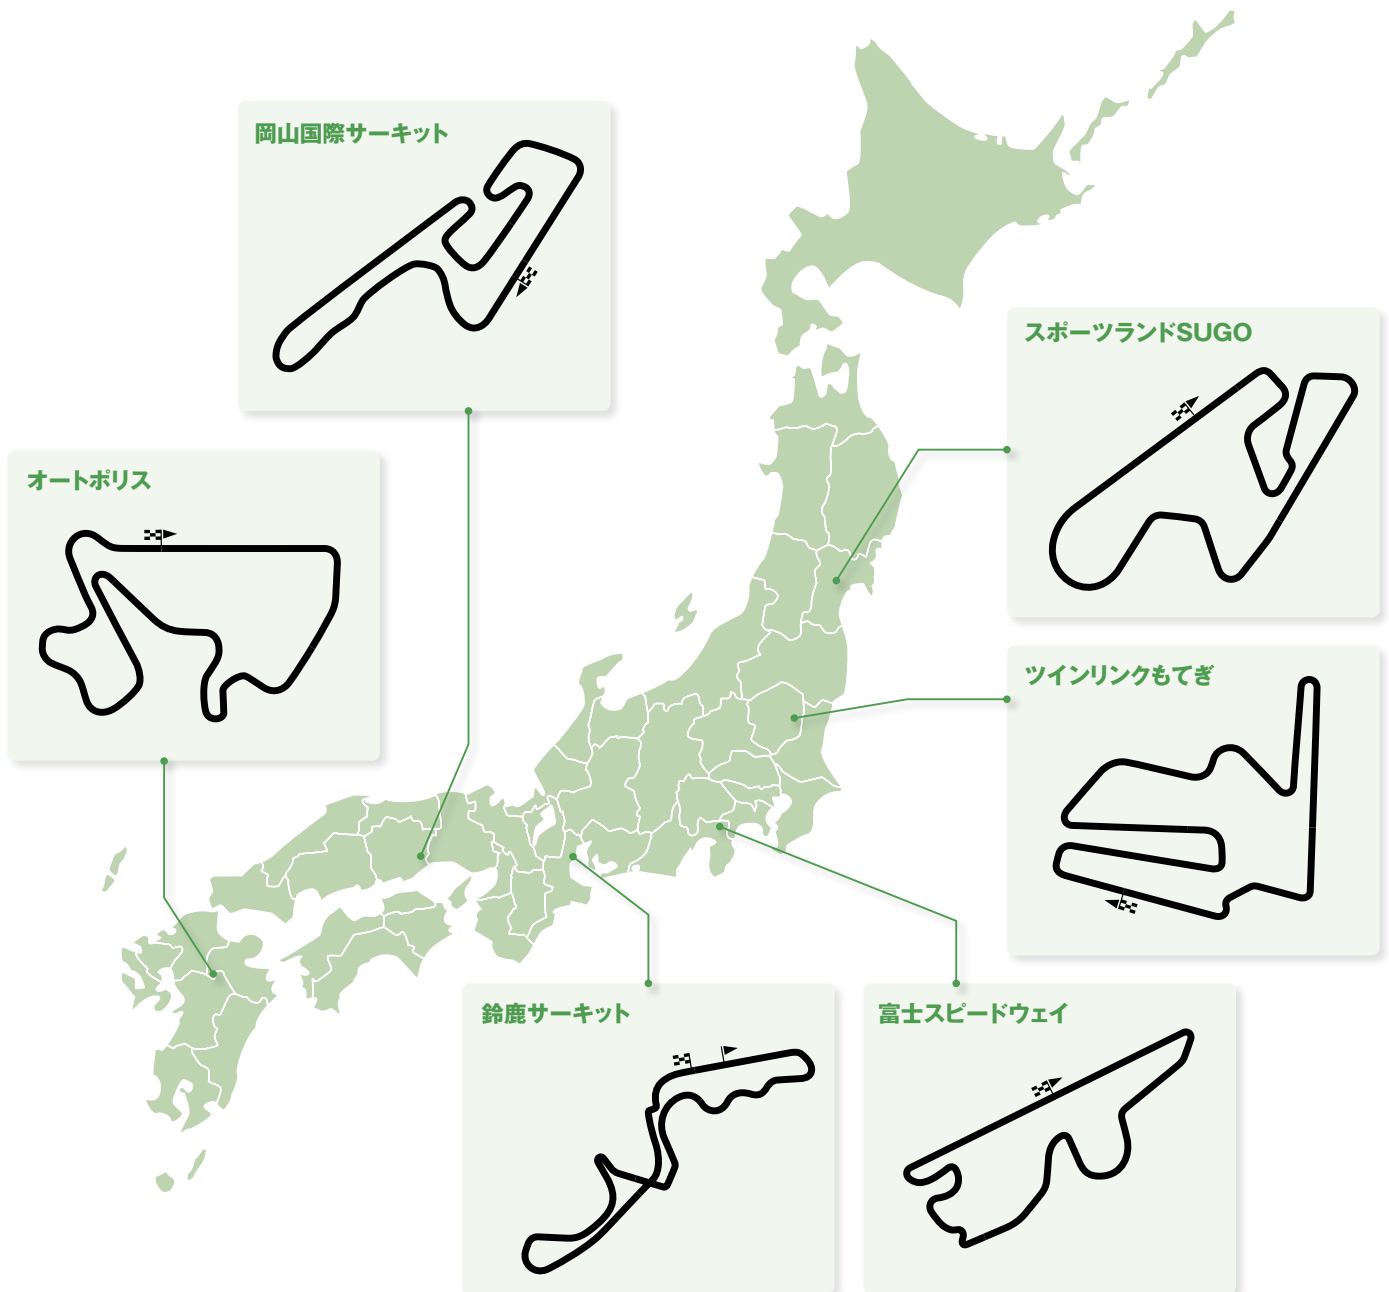 岡山国際サーキット
スポーツランドSUGO
オートポリス
ツインリンクもてぎ
鈴鹿サーキット
富士スピードウェイ